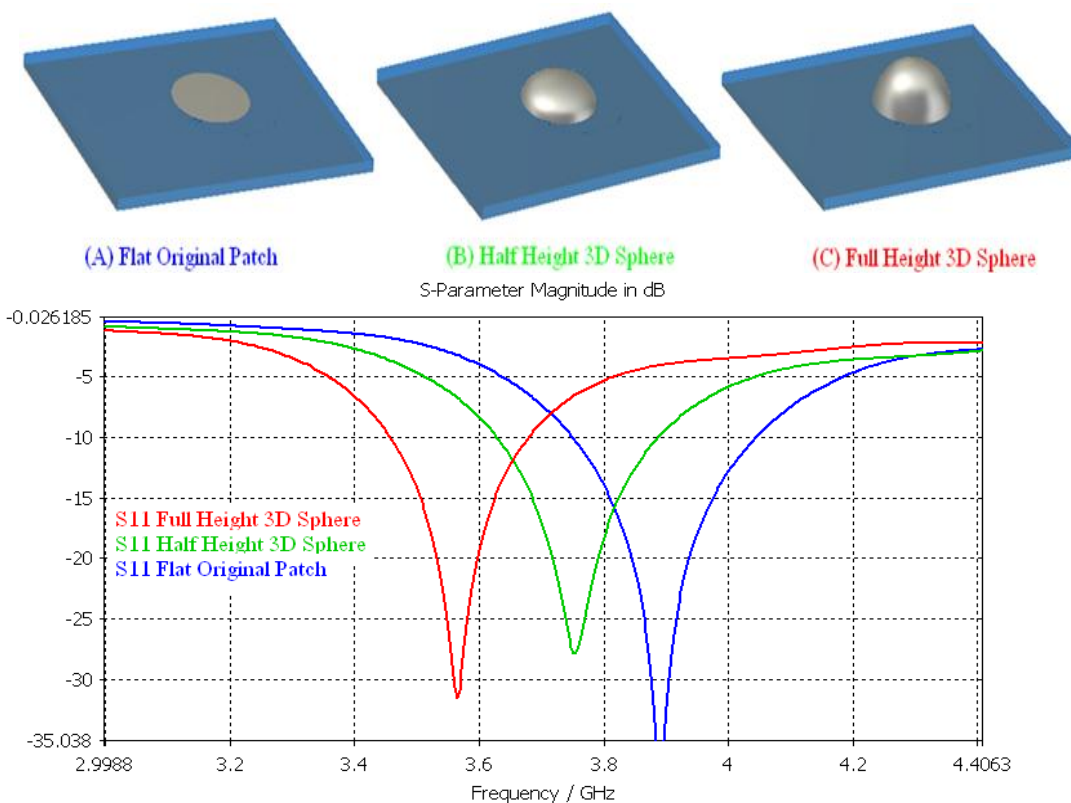 (A) Flat Original Patch
(B) Half Height 3D Sphere
(C) Full Height 3D Sphere
S-Parameter Magnitude in dB
-0.026185
-5
-10
-15
S11 Full Height 3D Sphere
S11 Half Height 3D Sphere
S11 Flat Original Patch
-20
-25
-30
-35.038
2.9988 3.2 3.4 3.6 3.8 4 4.2 4.4063
Frequency / GHz